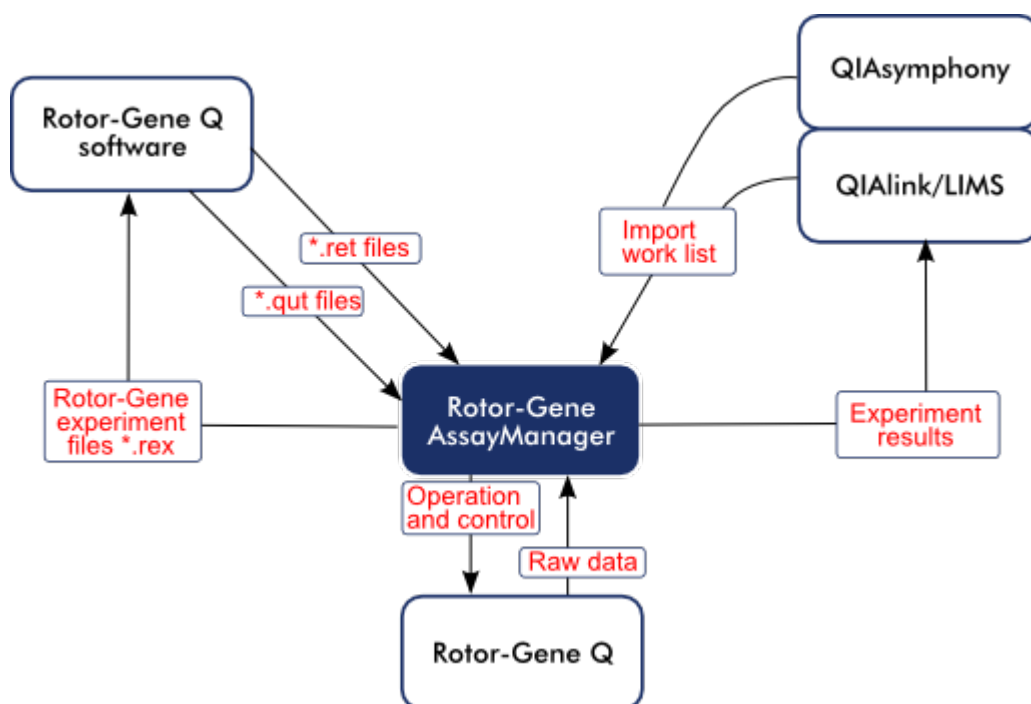 QIAsymphony
Rotor-Gene Q
software
QIAlink/LIMS
Import
work list
*.ret files
*.qut files
Rotor-Gene
experiment
files *.rex
Rotor-Gene
AssayManager
Experiment
results
Operation
and control
Raw data
Rotor-Gene Q